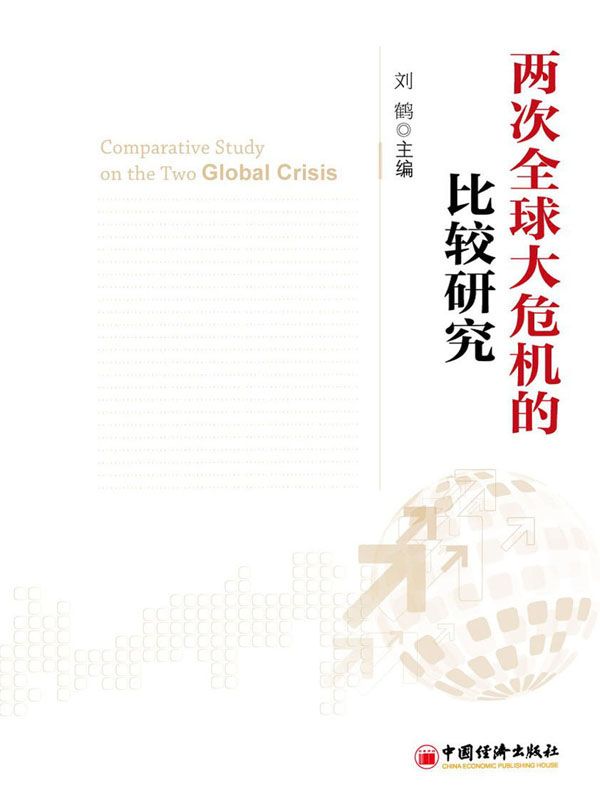 两次全球大危机的
比较研究
刘鹤◎主编
Comparative Study
on the Two Global Crisis
中国经济出版社
CHINA ECONOMIC PUBLISHING HOUSE